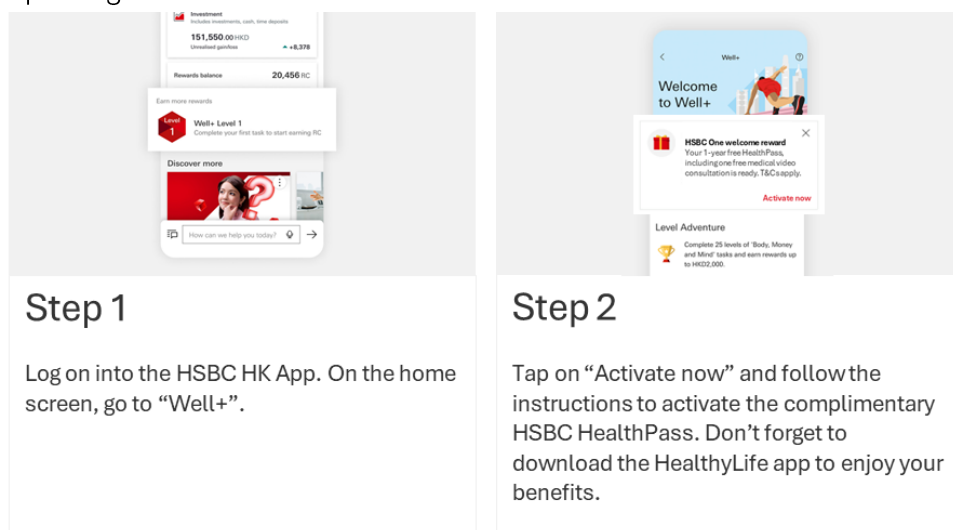 Investment
Includes investments, cash, time deposits
151,550.00 HKD
Unrealised gain/loss
+8,378
Rewards balance
20,456 RC
Earn more rewards
Level
1
Well+ Level 1
Complete your first task to start earning RC
Discover more
How can we help you today?
Step 1
Log on into the HSBC HK App. On the home
screen, go to “Well+”.
Well+
Welcome
to Well+
HSBC One welcome reward
Your 1-year free HealthPass,
including one free medical video
consultation is ready. T&Cs apply.
Activate now
Level Adventure
Complete 25 levels of 'Body, Money
and Mind' tasks and earn rewards up
to HKD2,000.
Step 2
Tap on “Activate now” and follow the
instructions to activate the complimentary
HSBC HealthPass. Don’t forget to
download the HealthyLife app to enjoy your
benefits.